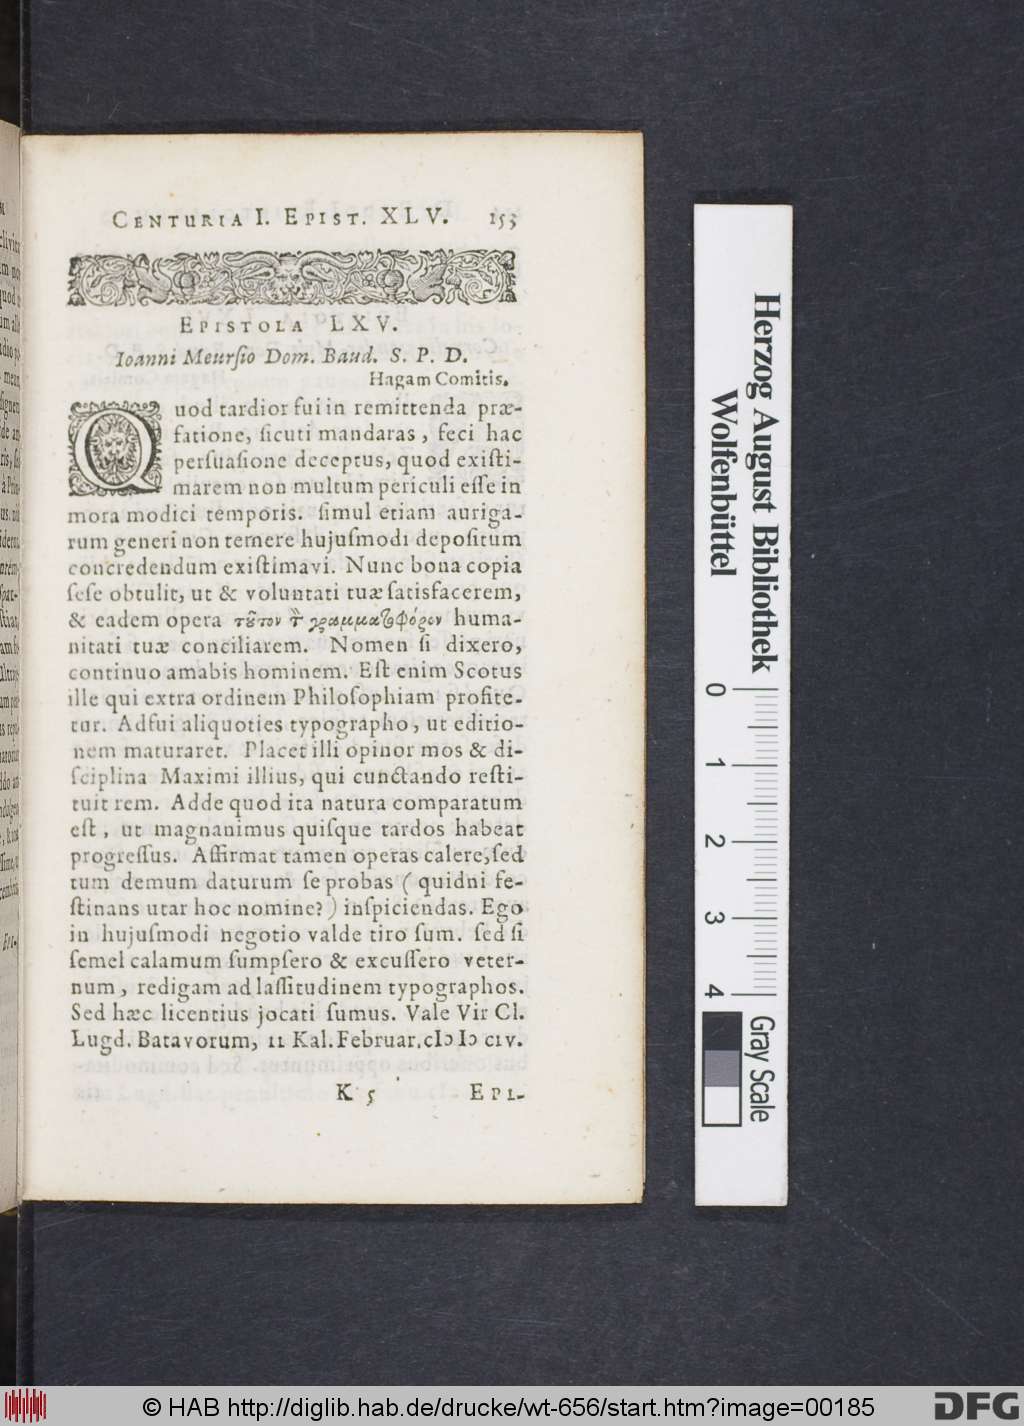 CENTURIA I. EPIST. XLV. 153
EPISTOLA LXV.
Ioanni Meurſio Dom. Baud. S. P. D.
Hagam Comitis.
Quod tardior fui in remittenda præ-
fatione, ſicuti mandaras, feci hac
perſuaſione deceptus, quod exiſti-
marem non multum periculi eſſe in
mora modici temporis. ſimul etiam auriga-
rum generi non temere hujuſmodi depoſitum
concredendum exiſtimavi. Nunc bona copia
ſeſe obtulit, ut & voluntati tuæ ſatisfacerem,
& eadem opera τȣ͂τον τ̀ γραμματοφόρον huma-
nitati tuæ conciliarem. Nomen ſi dixero,
continuo amabis hominem. Eſt enim Scotus
ille qui extra ordinem Philoſophiam profite-
tur. Adfui aliquoties typographo, ut editio-
nem maturaret. Placet illi opinor mos & di-
ſciplina Maximi illius, qui cunctando reſti-
tuit rem. Adde quod ita natura comparatum
eſt, ut magnanimus quiſque tardos habeat
progreſſus. Affirmat tamen operas calere, ſed
tum demum daturum ſe probas (quidni fe-
ſtinans utar hoc nomine?) inſpiciendas. Ego
in hujuſmodi negotio valde tiro ſum. ſed ſi
ſemel calamum ſumpſero & excuſſero veter-
num, redigam ad laſſitudinem typographos.
Sed hæc licentius jocati ſumus. Vale Vir Cl.
Lugd. Batavorum, 11 Kal. Februar. cIↃ IↃ cIV.
K 5 EPI-
Herzog August Bibliothek
Wolfenbüttel
0 1 2 3 4
Gray Scale
© HAB http://diglib.hab.de/drucke/wt-656/start.htm?image=00185
DFG